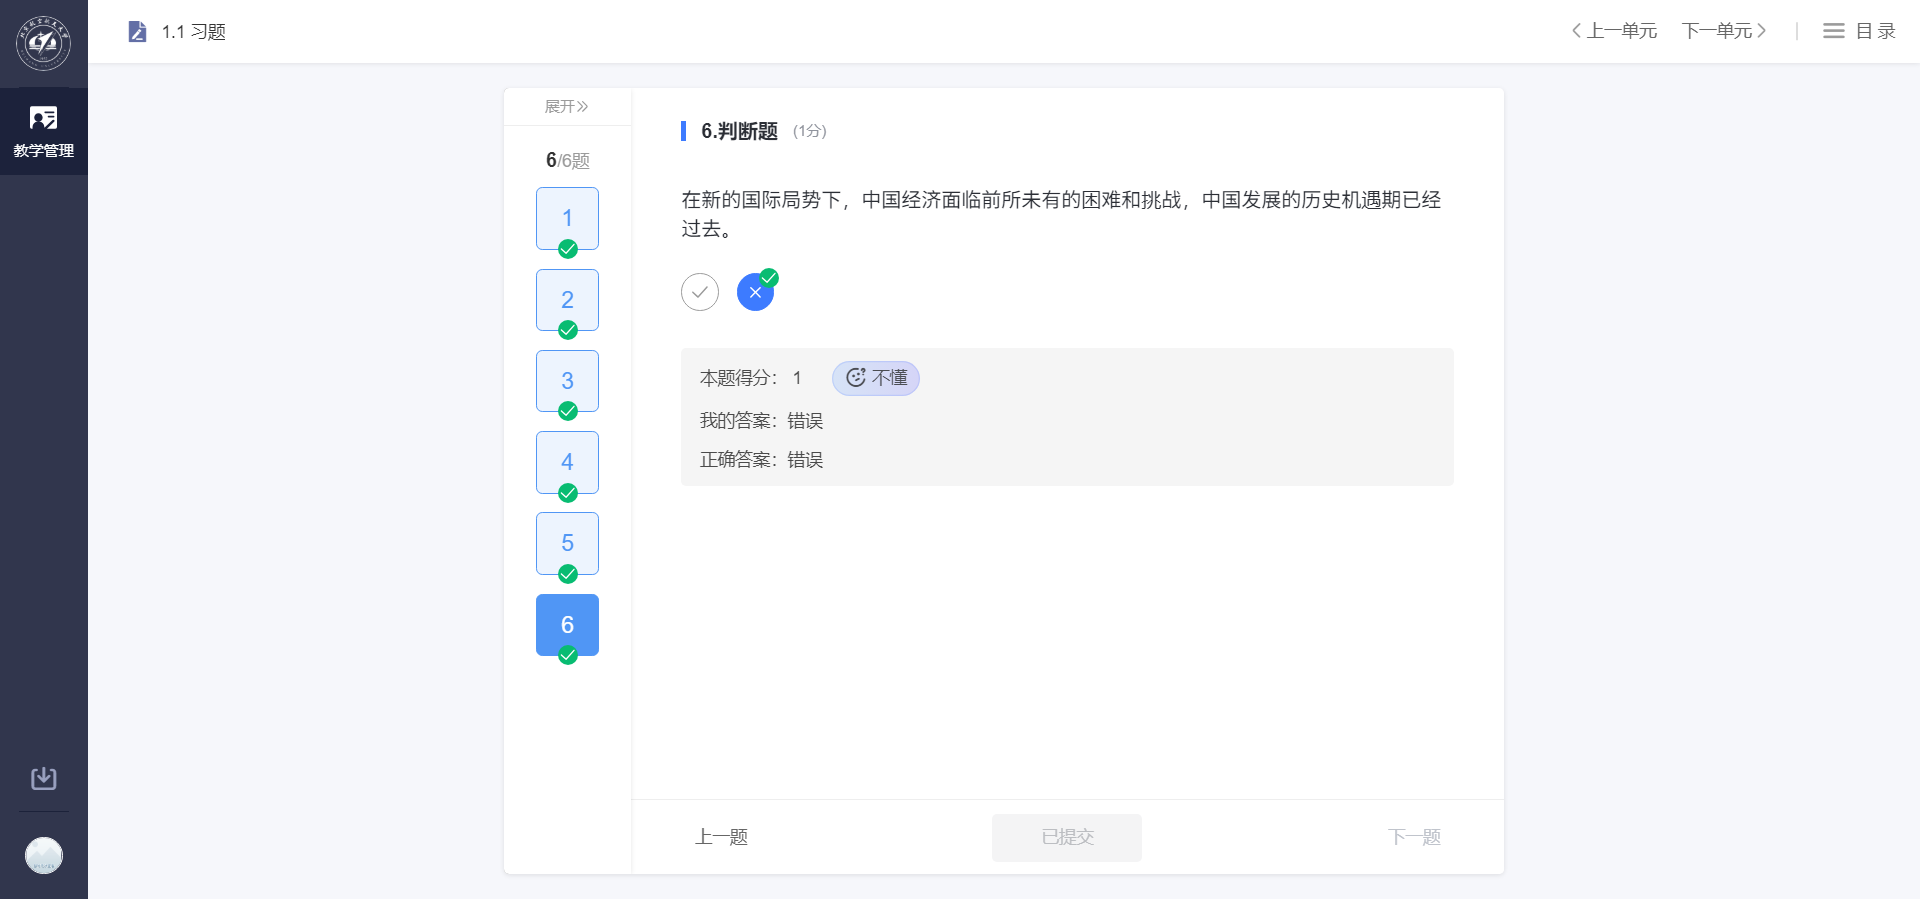 1.1 习题
上一单元
下一单元
目录
教学管理
展开
6/6题
1
2
3
4
5
6
6.判断题 (1分)
在新的国际局势下，中国经济面临前所未有的困难和挑战，中国发展的历史机遇期已经
过去。
本题得分： 1 不懂
我的答案：错误
正确答案：错误
上一题
已提交
下一题